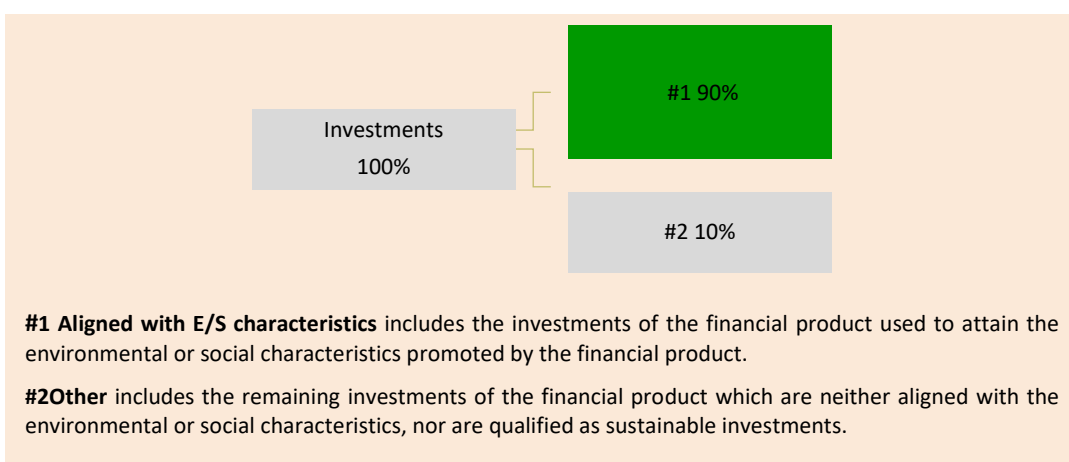 #1 90%
Investments
100%
#2 10%
#1 Aligned with E/S characteristics includes the investments of the financial product used to attain the
environmental or social characteristics promoted by the financial product.
#2Other includes the remaining investments of the financial product which are neither aligned with the
environmental or social characteristics, nor are qualified as sustainable investments.